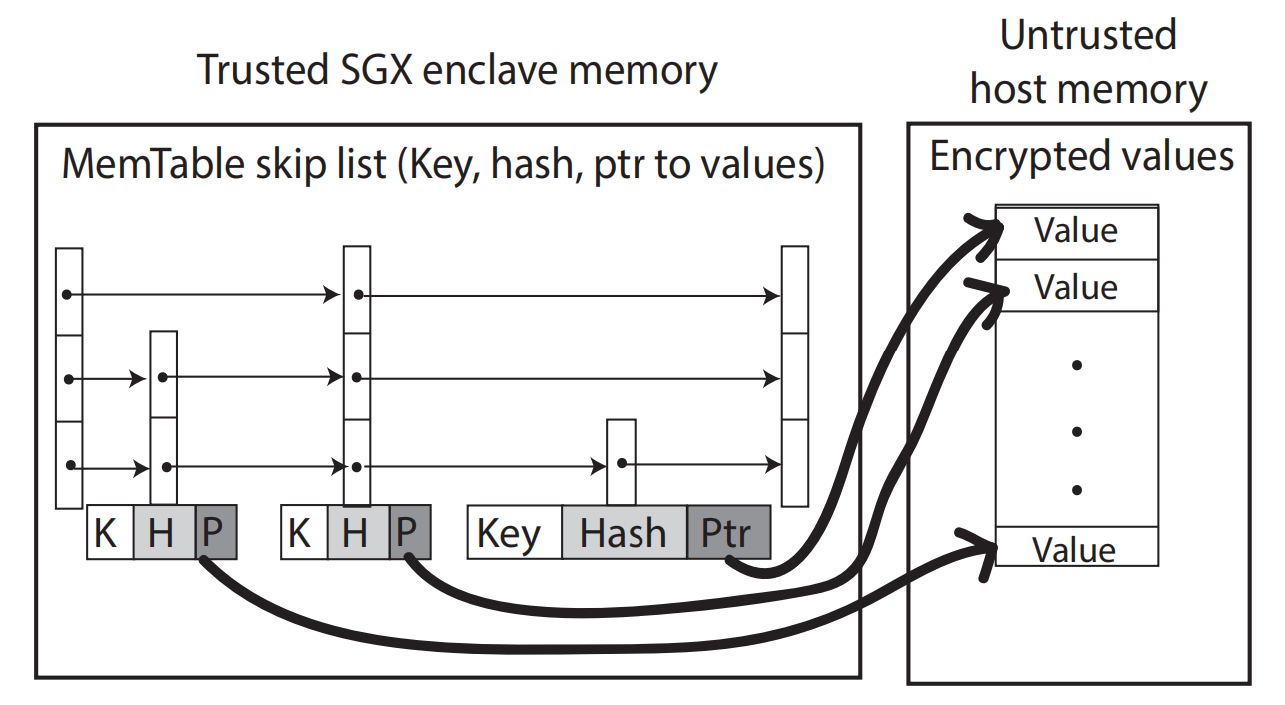 Trusted SGX enclave memory
Untrusted
host memory
MemTable skip list (Key, hash, ptr to values)
Encrypted values
Value
Value
K H P
K H P
Key Hash Ptr
Value